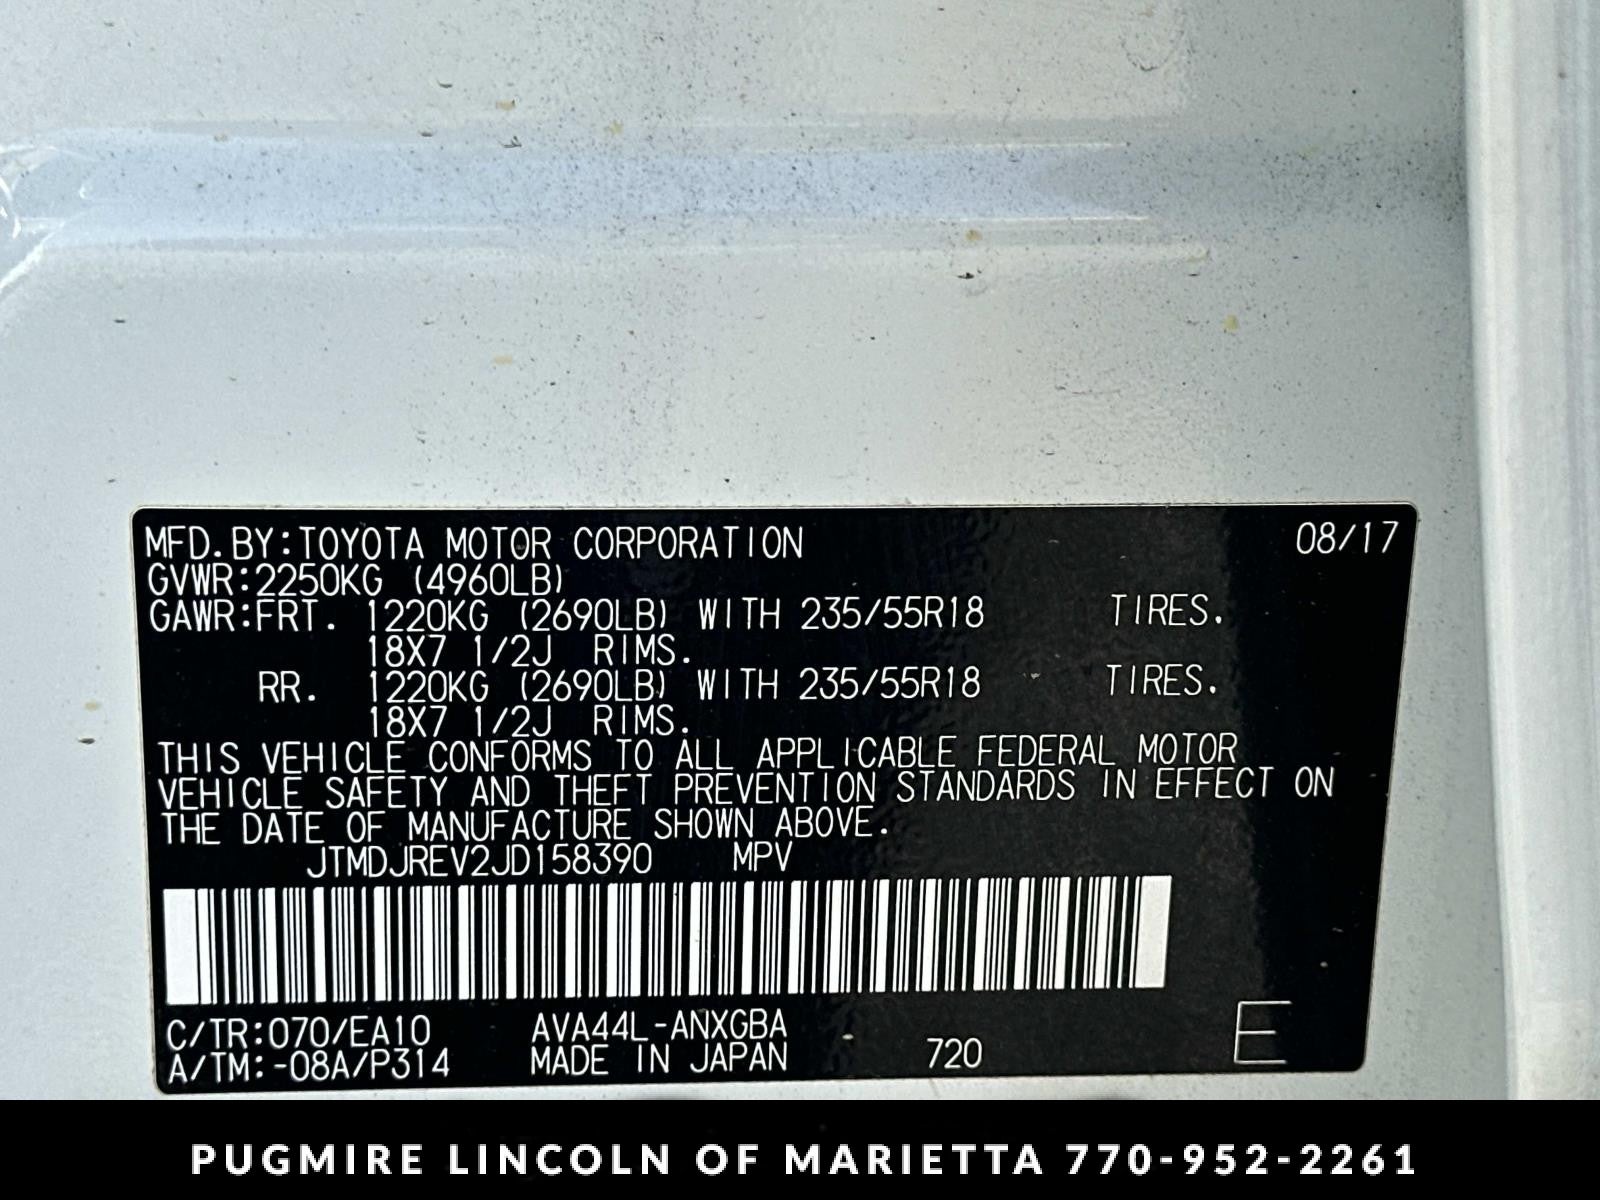 MFD.BY:TOYOTA MOTOR CORPORATION 08/17
GVWR:2250KG (4960LB)
GAWR:FRT. 1220KG (2690LB) WITH 235/55R18 TIRES.
18X7 1/2J RIMS.
RR. 1220KG (2690LB) WITH 235/55R18 TIRES.
18X7 1/2J RIMS.
THIS VEHICLE CONFORMS TO ALL APPLICABLE FEDERAL MOTOR
VEHICLE SAFETY AND THEFT PREVENTION STANDARDS IN EFFECT ON
THE DATE OF MANUFACTURE SHOWN ABOVE.
JTMDJREV2JD158390 MPV
C/TR:070/EA10 AVA44L-ANXGBA
A/TM:-08A/P314 MADE IN JAPAN 720 E
PUGMIRE LINCOLN OF MARIETTA 770-952-2261